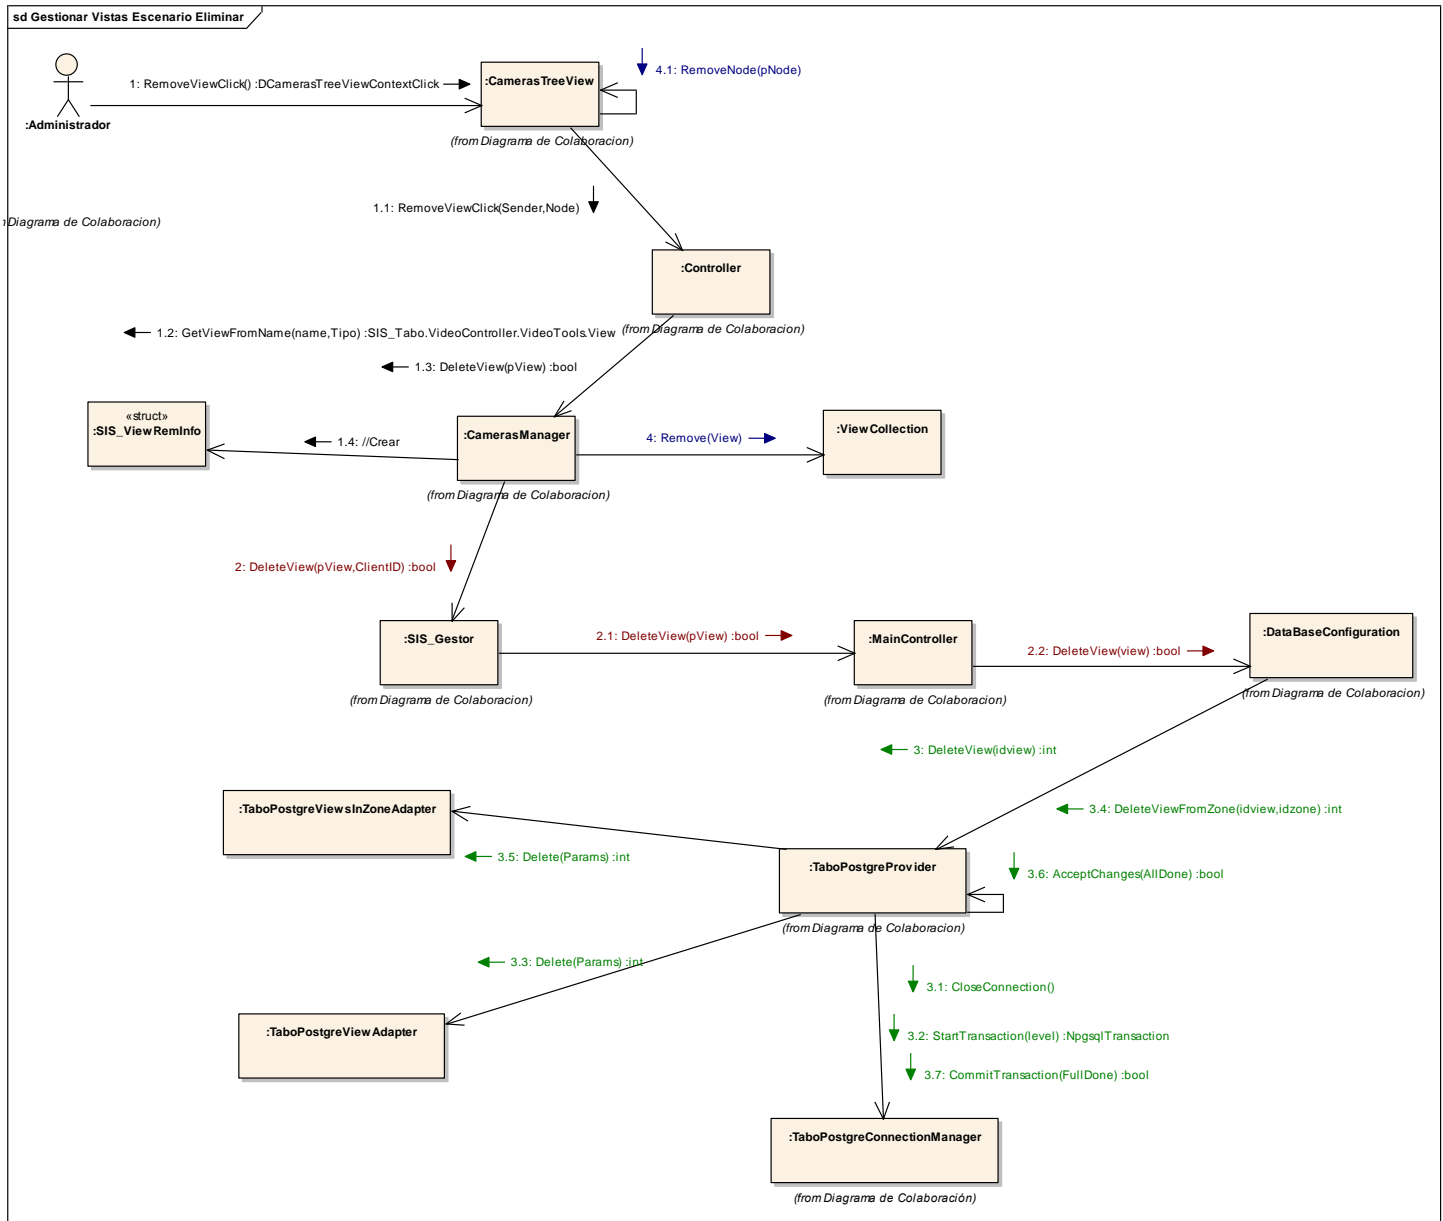 sd Gestionar Vistas Escenario Eliminar
4.1: RemoveNode(pNode)
1: RemoveViewClick() :DCamerasTreeViewContextClick
:CamerasTreeView
:Administrador
(from Diagrama de Colaboracion)
1.1: RemoveViewClick(Sender,Node)
Diagrama de Colaboracion)
:Controller
(from Diagrama de Colaboracion)
1.2: GetViewFromName(name,Tipo) :SIS_Tabo.VideoController.VideoTools.View
1.3: DeleteView(pView) :bool
«struct»
:SIS_ViewRemInfo
1.4: //Crear
:CamerasManager
4: Remove(View)
:ViewCollection
(from Diagrama de Colaboracion)
2: DeleteView(pView,ClientID) :bool
:SIS_Gestor
2.1: DeleteView(pView) :bool
:MainController
2.2: DeleteView(view) :bool
:DataBaseConfiguration
(from Diagrama de Colaboracion)
(from Diagrama de Colaboracion)
(from Diagrama de Colaboracion)
3: DeleteView(idview) :int
:TaboPostgreViewsInZoneAdapter
3.4: DeleteViewFromZone(idview,idzone) :int
3.5: Delete(Params) :int
:TaboPostgreProvider
3.6: AcceptChanges(AllDone) :bool
(from Diagrama de Colaboracion)
3.3: Delete(Params) :int
3.1: CloseConnection()
:TaboPostgreViewAdapter
3.2: StartTransaction(level) :NpgsqlTransaction
3.7: CommitTransaction(FullDone) :bool
:TaboPostgreConnectionManager
(from Diagrama de Colaboración)